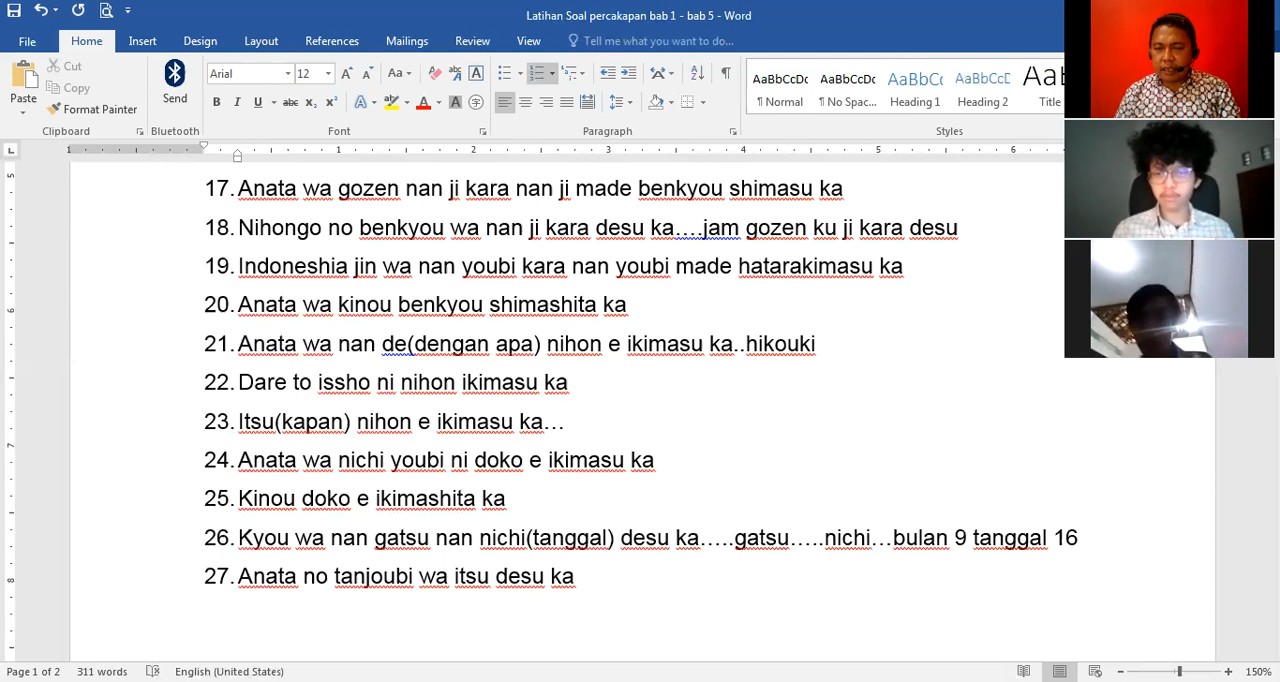 Latihan Soal percakapan bab 1 - bab 5 - Word
File Home Insert Design Layout References Mailings Review View Tell me what you want to do...
Cut
Copy
Format Painter
Paste
Clipboard
Send
Bluetooth
Arial 12
Font
Paragraph
AaBbCcDc AaBbCcDc AaBbCc AaBbCcD
¶ Normal ¶ No Spac... Heading 1 Heading 2 Title
Styles
1 1 2 3 4 5 6
17. Anata wa gozen nan ji kara nan ji made benkyou shimasu ka
18. Nihongo no benkyou wa nan ji kara desu ka….jam gozen ku ji kara desu
19. Indoneshia jin wa nan youbi kara nan youbi made hatarakimasu ka
20. Anata wa kinou benkyou shimashita ka
21. Anata wa nan de(dengan apa) nihon e ikimasu ka..hikouki
22. Dare to issho ni nihon ikimasu ka
23. Itsu(kapan) nihon e ikimasu ka…
24. Anata wa nichi youbi ni doko e ikimasu ka
25. Kinou doko e ikimashita ka
26. Kyou wa nan gatsu nan nichi(tanggal) desu ka…..gatsu…..nichi…bulan 9 tanggal 16
27. Anata no tanjoubi wa itsu desu ka
Page 1 of 2 311 words English (United States) 150%